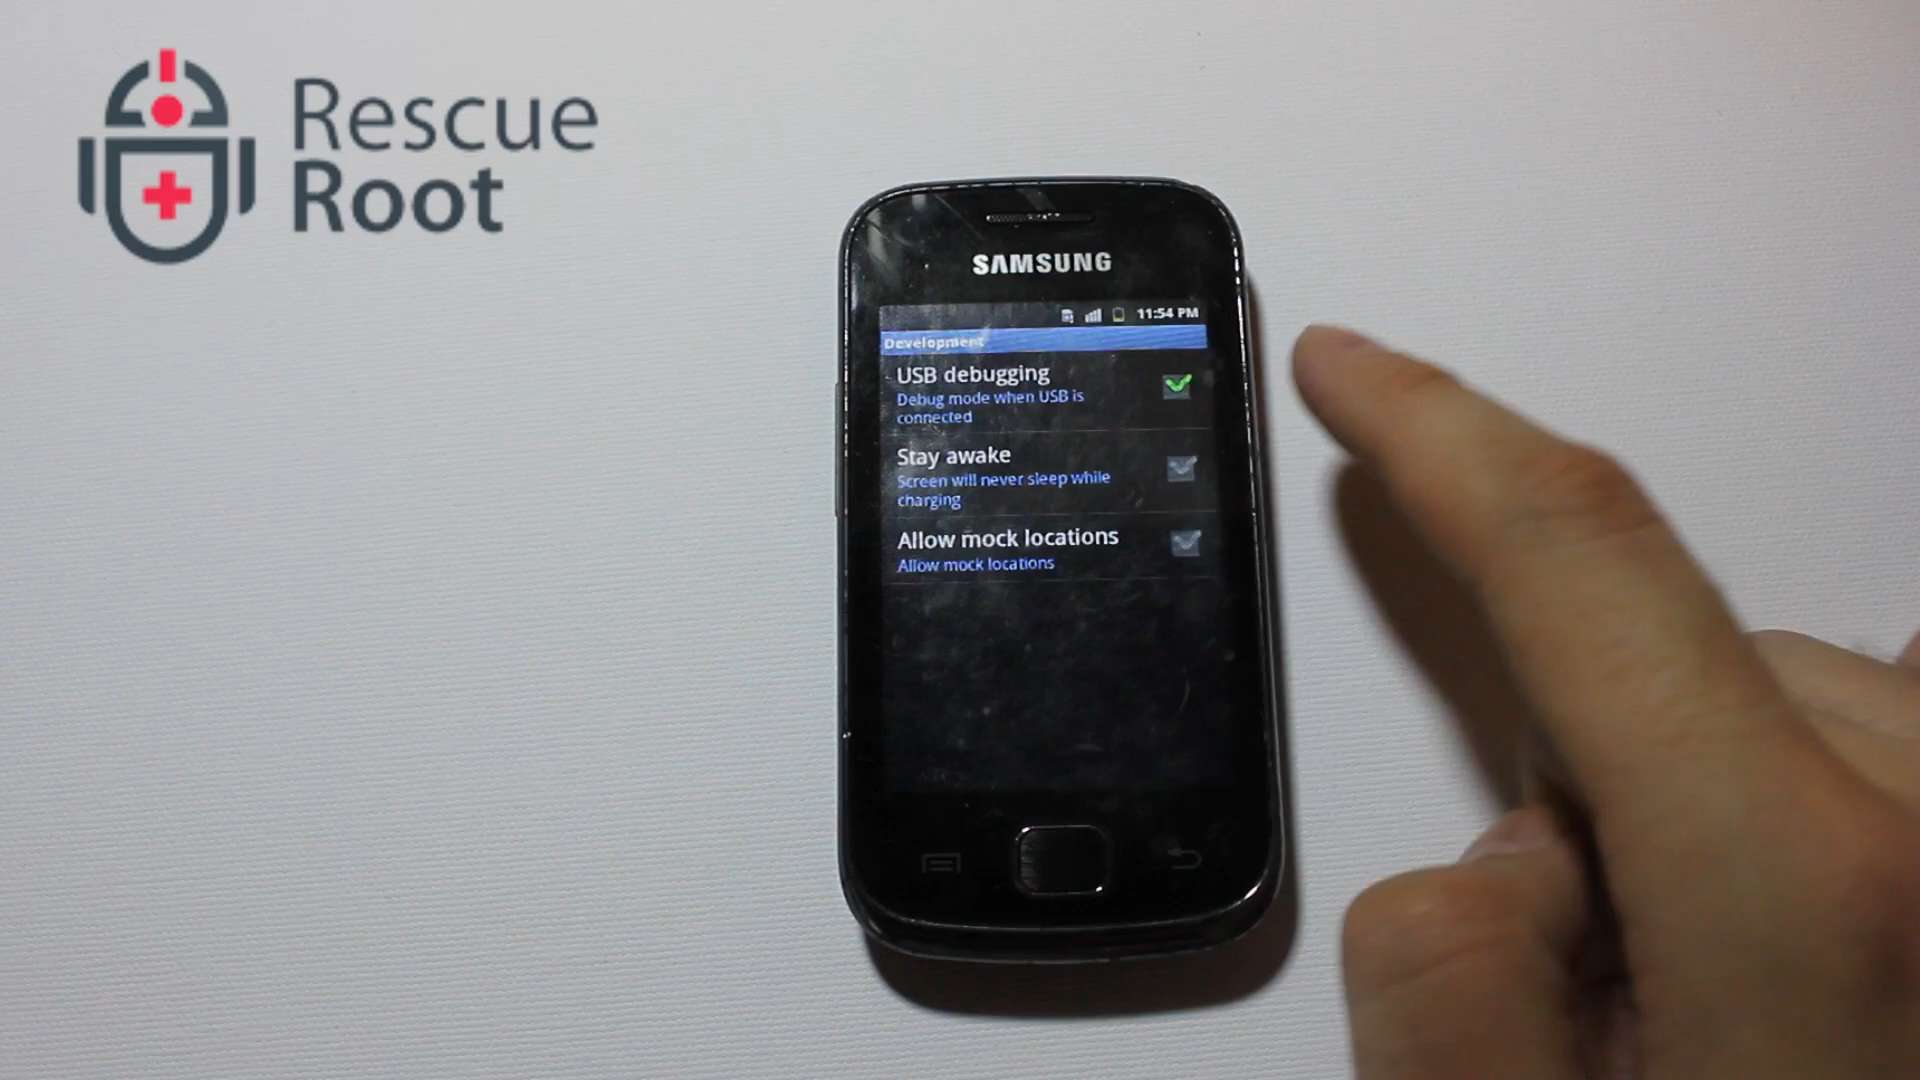 Rescue
Root
SAMSUNG
11:54 PM
Development
USB debugging
Debug mode when USB is
connected
Stay awake
Screen will never sleep while
charging
Allow mock locations
Allow mock locations